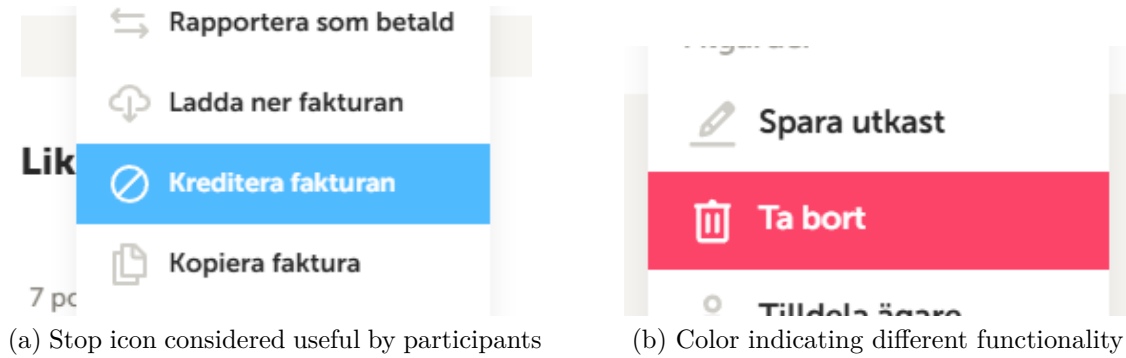 Rapportera som betald
Ladda ner fakturan
Lik
Kreditera fakturan
Kopiera faktura
7 po
(a) Stop icon considered useful by participants
Spara utkast
Ta bort
Tilldela ägare
(b) Color indicating different functionality